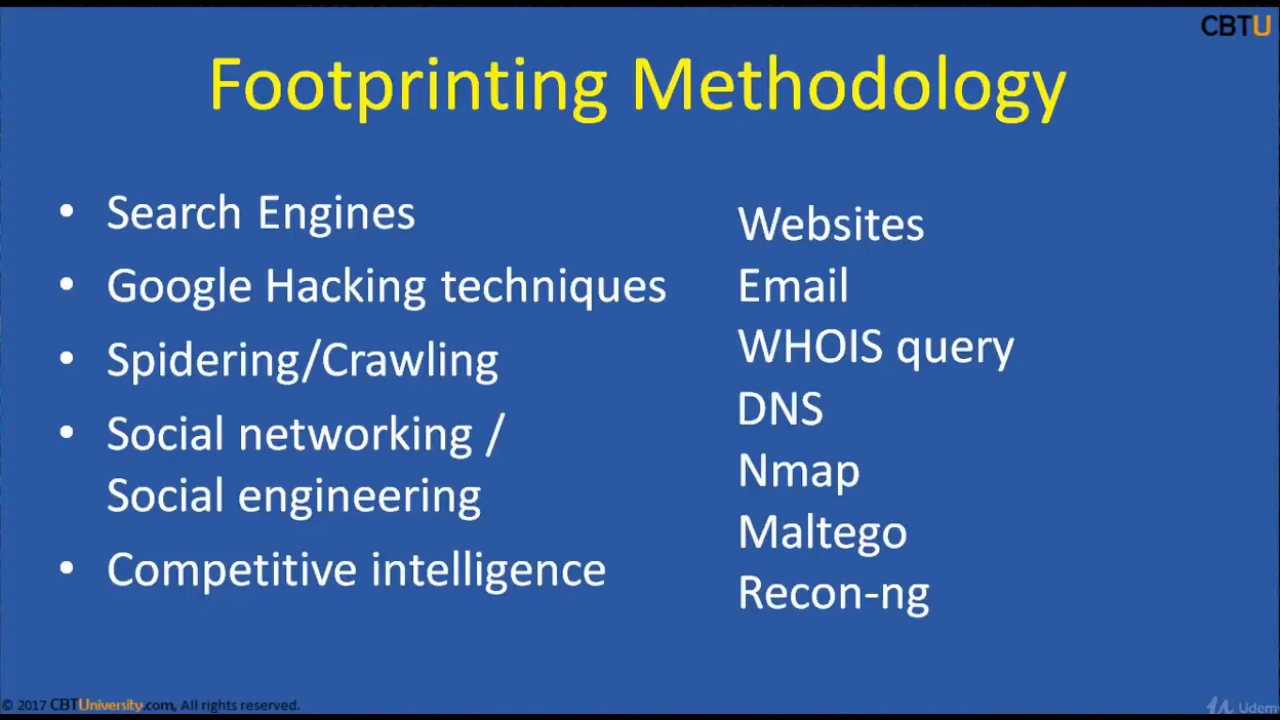 CBTU
Footprinting Methodology
• Search Engines
• Google Hacking techniques
• Spidering/Crawling
• Social networking /
Social engineering
• Competitive intelligence
Websites
Email
WHOIS query
DNS
Nmap
Maltego
Recon-ng
© 2017 CBTUniversity.com, All rights reserved.
Udem